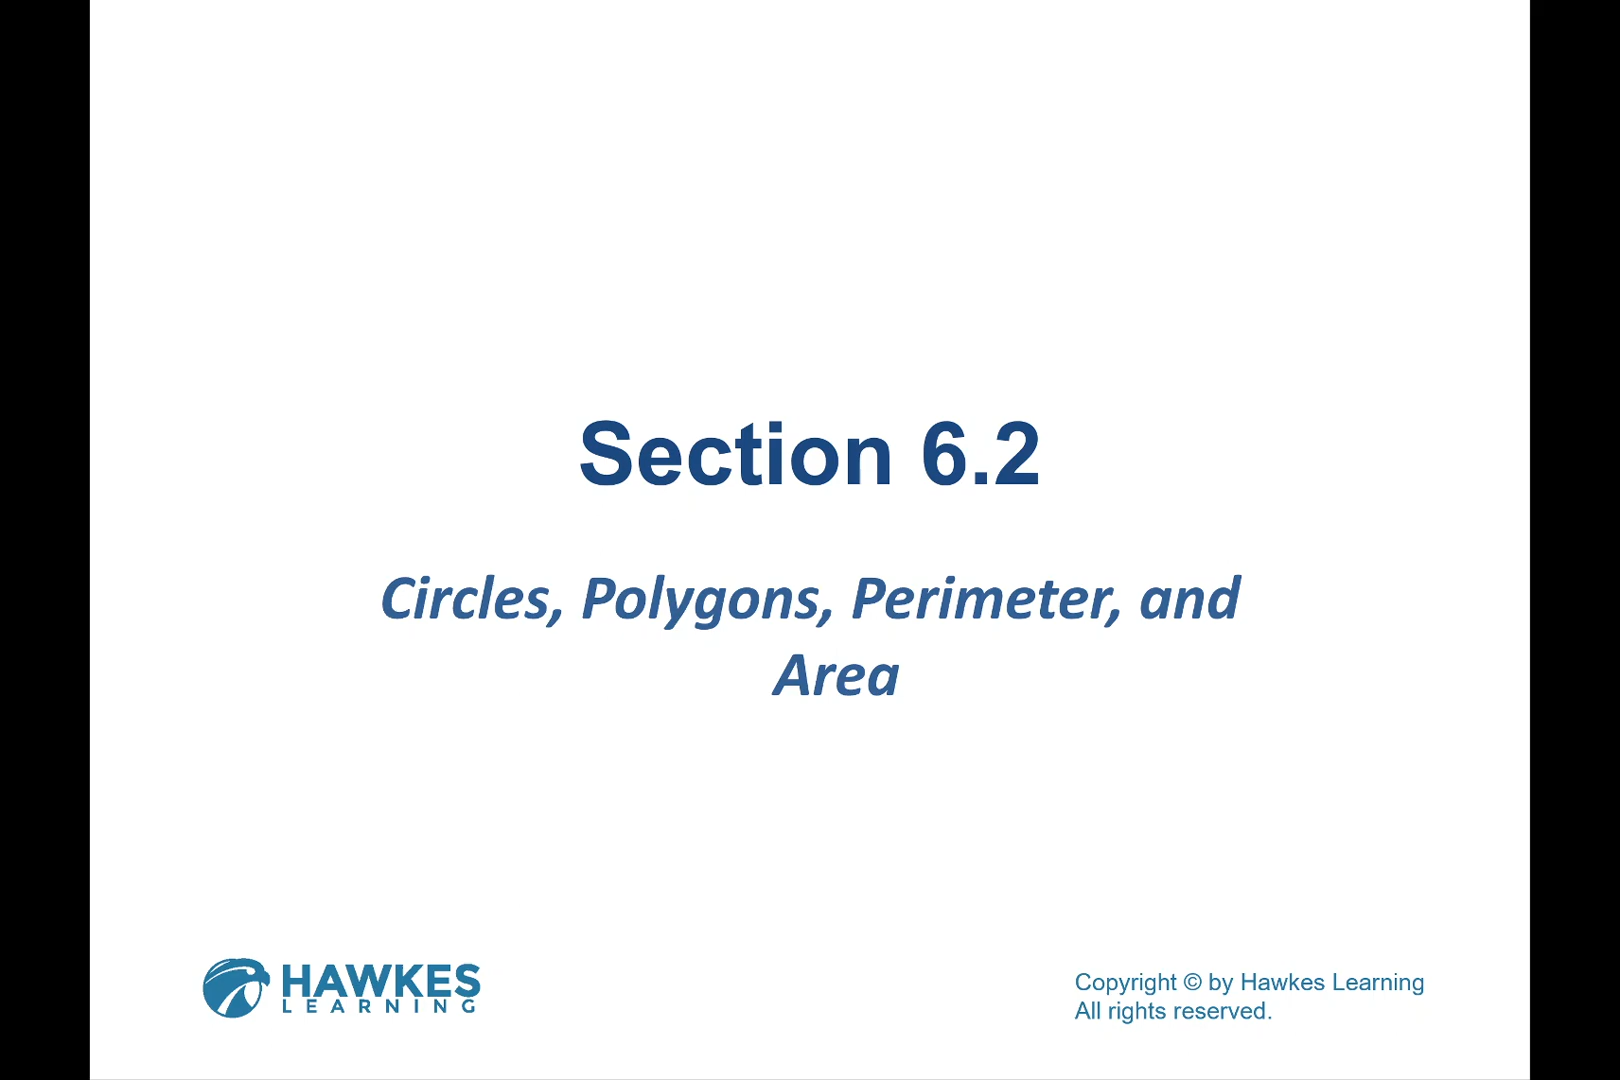 Section 6.2
Circles, Polygons, Perimeter, and
Area
HAWKES
LEARNING
Copyright © by Hawkes Learning
All rights reserved.